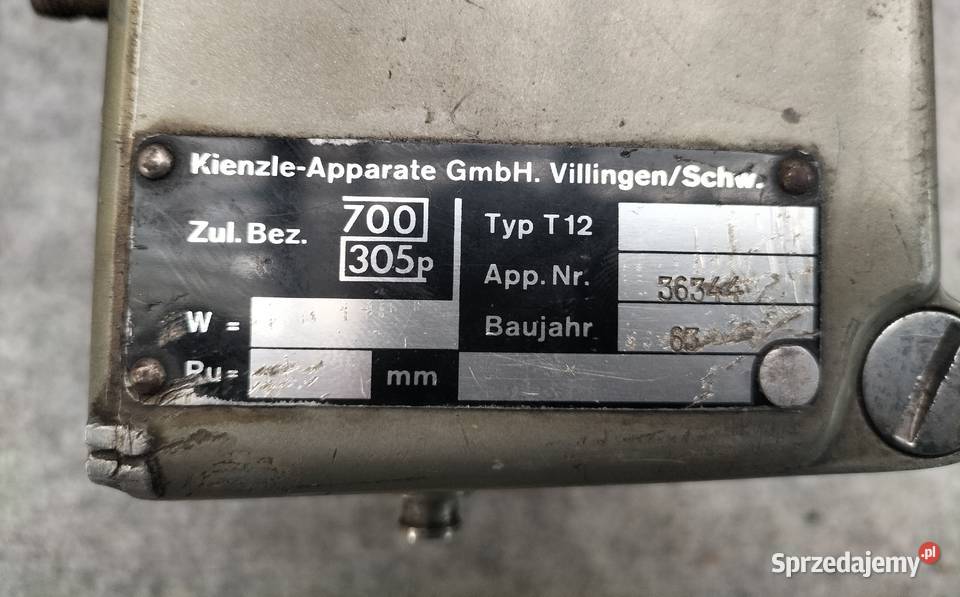 Kienzle-Apparate GmbH. Villingen/Schw.
Zul. Bez. 700
305p
Typ T12
App. Nr. 36344
Baujahr 63
W =
Ru = mm
Sprzedajemy.pl